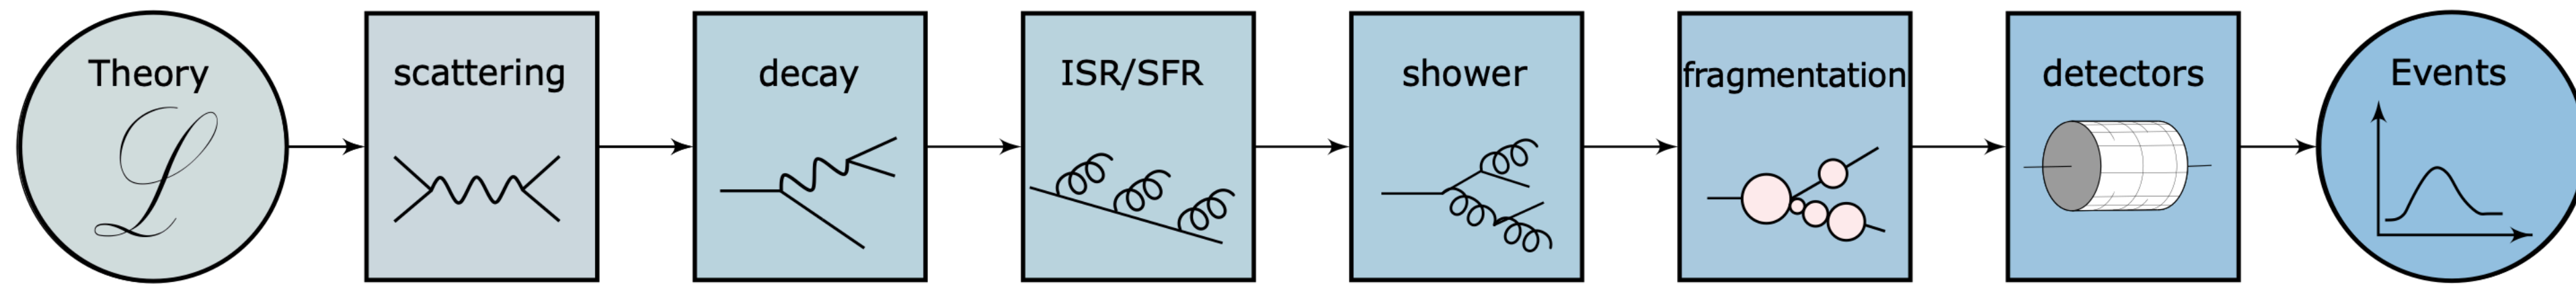 Theory
ℒ
scattering
decay
ISR/SFR
shower
fragmentation
detectors
Events